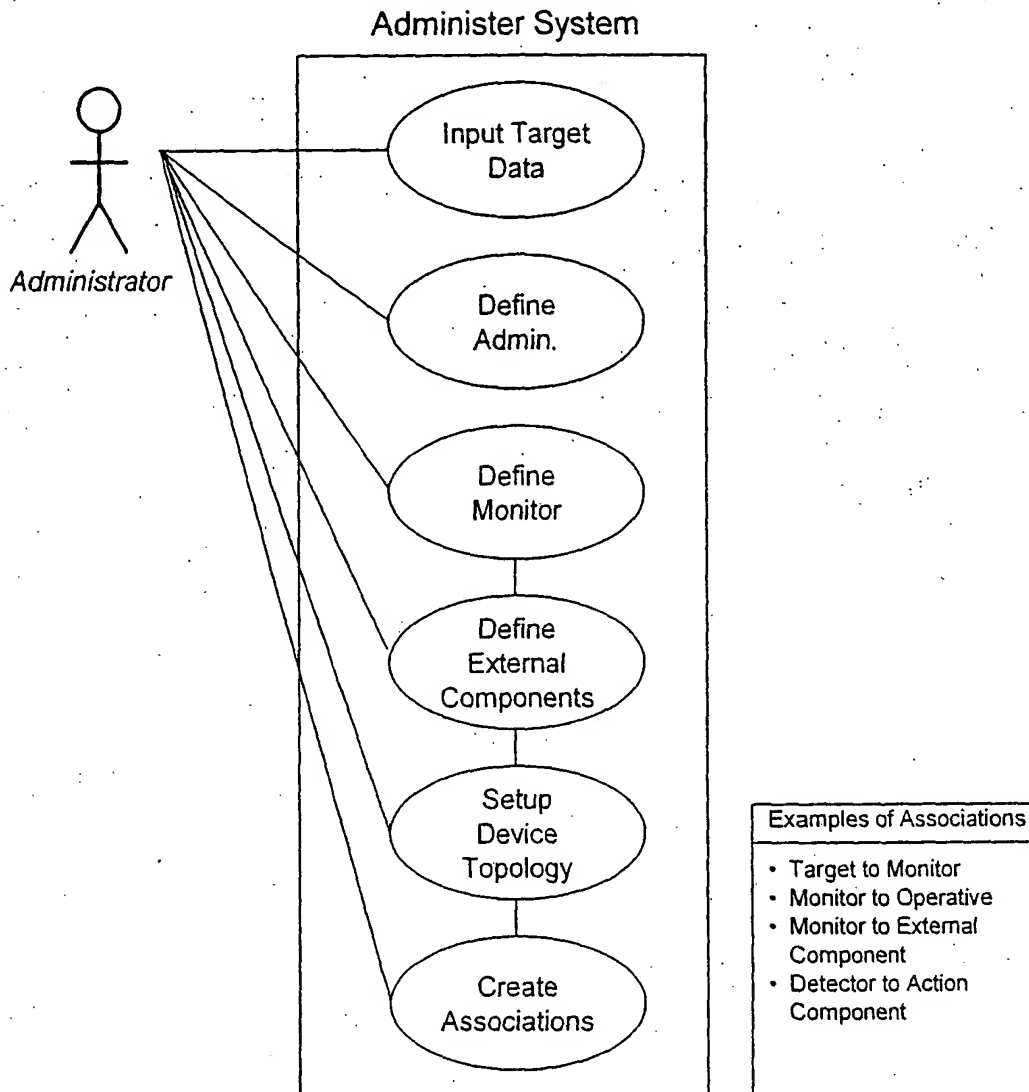 Administer System
Administrator
Input Target
Data
Define
Admin.
Define
Monitor
Define
External
Components
Setup
Device
Topology
Create
Associations
Examples of Associations
• Target to Monitor
• Monitor to Operative
• Monitor to External
Component
• Detector to Action
Component